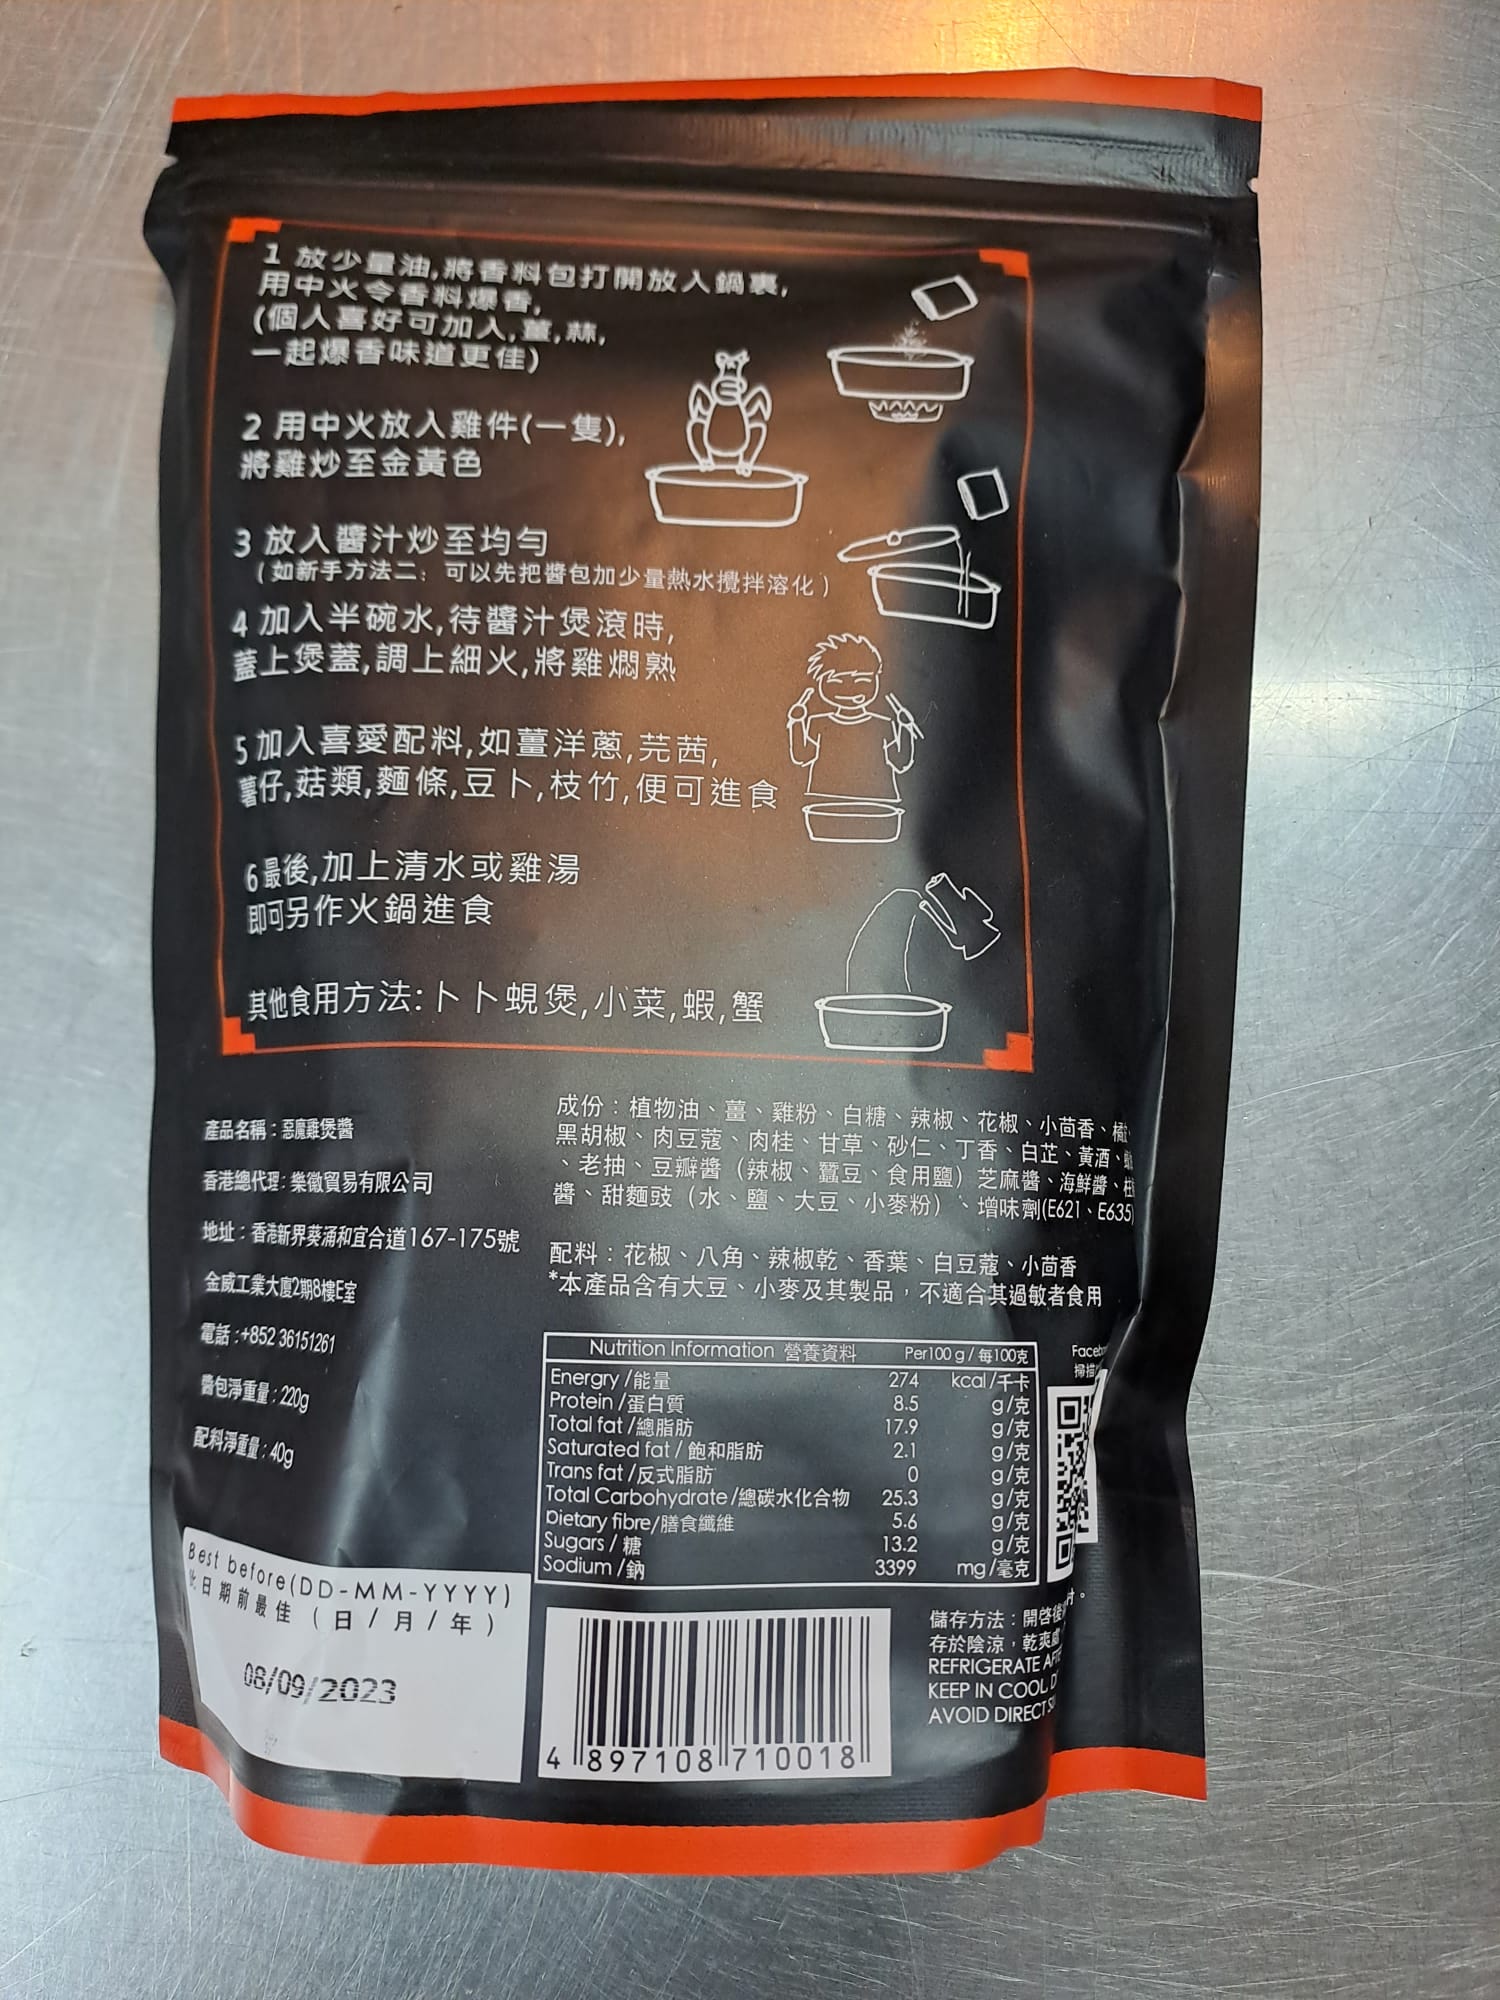 1 放少量油,將香料包打開放入鍋裏,
用中火令香料爆香,
(個人喜好可加入,薑,蒜,
一起爆香味道更佳)
2 用中火放入雞件(一隻),
將雞炒至金黃色
3 放入醬汁炒至均勻
(如新手方法二: 可以先把醬包加少量熱水攪拌溶化)
4 加入半碗水,待醬汁煲滾時,
蓋上煲蓋,調上細火,將雞燜熟
5 加入喜愛配料,如薑洋蔥,芫茜,
薯仔,菇類,麵條,豆卜,枝竹,便可進食
6 最後,加上清水或雞湯
即可另作火鍋進食
其他食用方法:卜卜蜆煲,小菜,蝦,蟹
產品名稱:惡魔雞煲醬
香港總代理:樂徽貿易有限公司
地址:香港新界葵涌和宜合道167-175號
金威工業大廈2期8樓E室
電話:+852 36151261
醬包淨重量:220g
配料淨重量:40g
成份:植物油、薑、雞粉、白糖、辣椒、花椒、小茴香、
黑胡椒、肉豆蔻、肉桂、甘草、砂仁、丁香、白芷、黃酒、
、老抽、豆瓣醬(辣椒、蠶豆、食用鹽)芝麻醬、海鮮醬、
醬、甜麵豉(水、鹽、大豆、小麥粉)、增味劑(E621、E635)
配料:花椒、八角、辣椒乾、香葉、白豆蔻、小茴香
*本產品含有大豆、小麥及其製品,不適合其過敏者食用
Nutrition Information 營養資料 Per100 g / 每100克
Energry /能量 274 kcal/千卡
Protein /蛋白質 8.5 g/克
Total fat /總脂肪 17.9 g/克
Saturated fat / 飽和脂肪 2.1 g/克
Trans fat /反式脂肪 0 g/克
Total Carbohydrate /總碳水化合物 25.3 g/克
Dietary fibre/膳食纖維 5.6 g/克
Sugars / 糖 13.2 g/克
Sodium /鈉 3399 mg/毫克
掃描
Best before(DD-MM-YYYY)
此日期前最佳 (日/月/年)
08/09/2023
4 897108 710018
儲存方法:開啓後
存於陰涼,乾爽處
REFRIGERATE
KEEP IN COOL
AVOID DIRECT